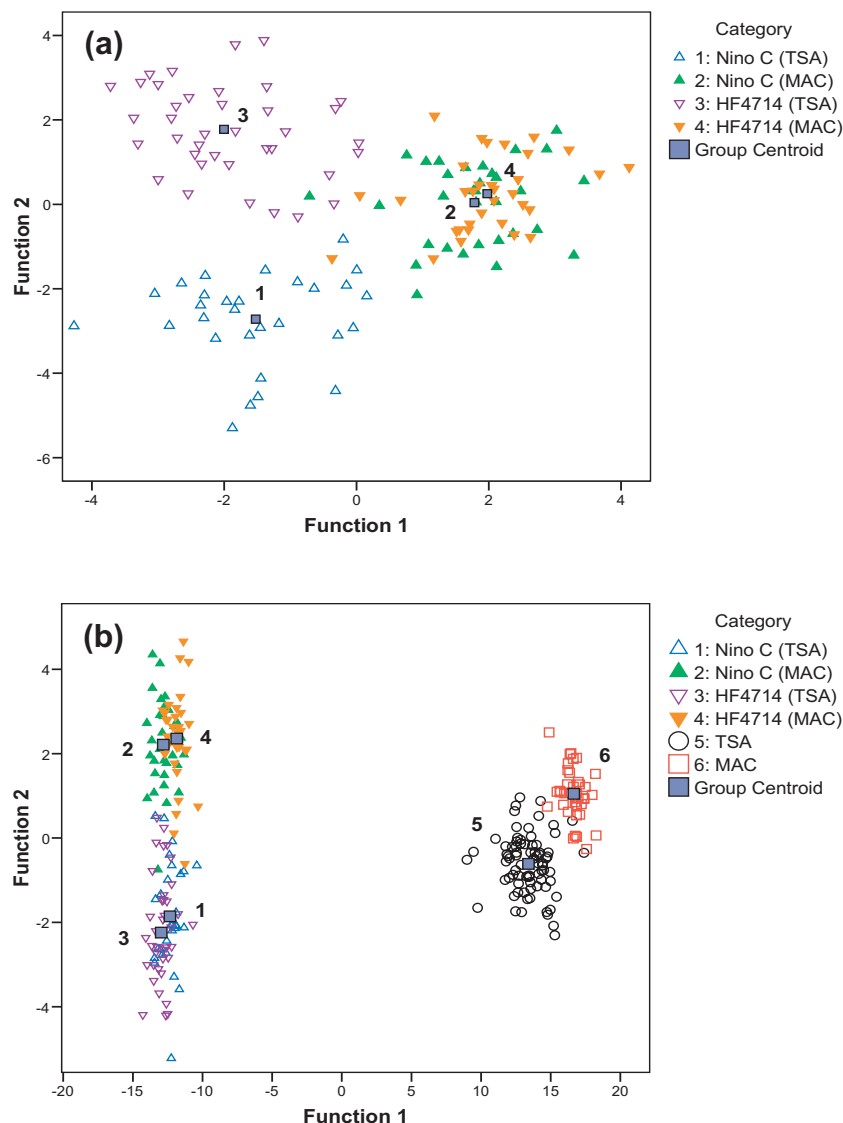 (a)
Category
1: Nino C (TSA)
2: Nino C (MAC)
3: HF4714 (TSA)
4: HF4714 (MAC)
Group Centroid
4
2
0
-2
-4
-6
Function 2
3
4
2
1
-4
-2
0
2
4
Function 1
(b)
Category
1: Nino C (TSA)
2: Nino C (MAC)
3: HF4714 (TSA)
4: HF4714 (MAC)
5: TSA
6: MAC
Group Centroid
4
2
0
-2
-4
Function 2
2
4
6
5
1
3
-20
-15
-10
-5
0
5
10
15
20
Function 1